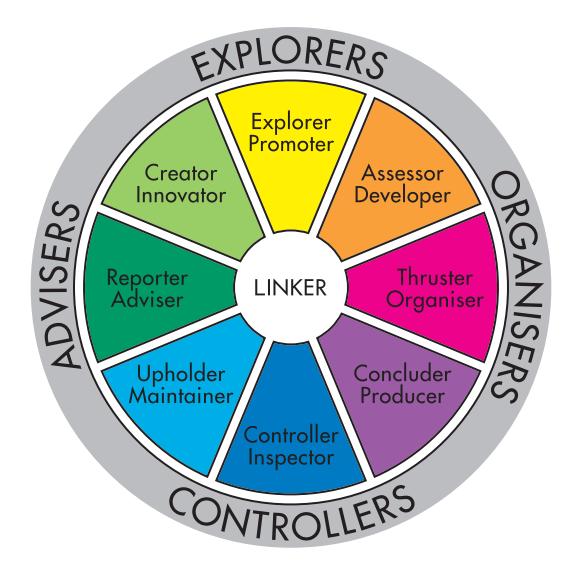 EXPLORERS
Explorer
Promoter
Creator
Innovator
Assessor
Developer
ADVISERS
ORGANISERS
Reporter
Adviser
LINKER
Thruster
Organiser
Upholder
Maintainer
Concluder
Producer
Controller
Inspector
CONTROLLERS